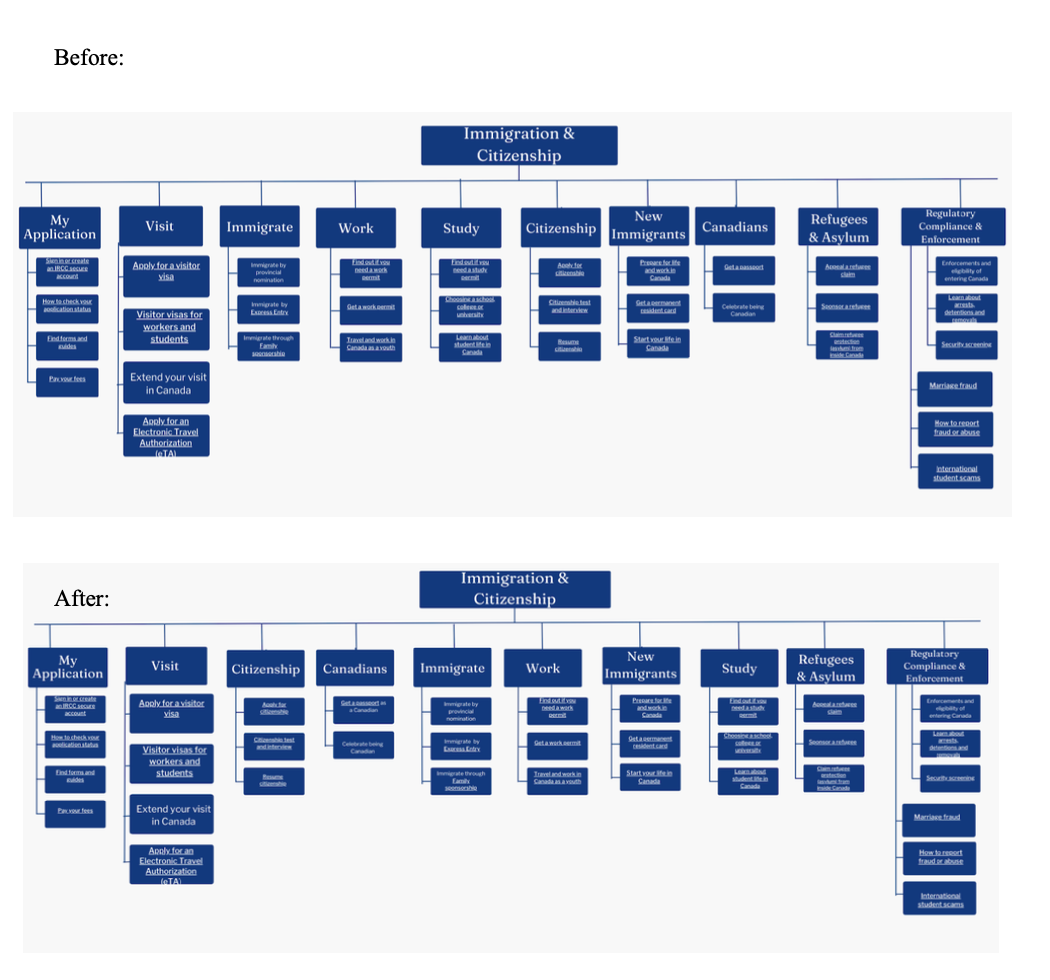 Before:
Immigration &
Citizenship
My
Application
Sign in or create
an IRCC secure
account
How to check your
application status
Find forms and
guides
Pay your fees
Visit
Apply for a visitor
visa
Visitor visas for
workers and
students
Extend your visit
in Canada
Apply for an
Electronic Travel
Authorization
(eTA)
Immigrate
Immigrate by
provincial
nomination
Immigrate by
Express Entry
Immigrate through
Family
sponsorship
Work
Find out if you
need a work
permit
Get a work permit
Travel and work in
Canada as a youth
Study
Find out if you
need a study
permit
Choosing a school,
college or
university
Learn about
student life in
Canada
Citizenship
Apply for
citizenship
Citizenship test
and interview
Resume
citizenship
New
Immigrants
Prepare for life
and work in
Canada
Get a permanent
resident card
Start your life in
Canada
Canadians
Get a passport
Celebrate being
Canadian
Refugees
& Asylum
Appeal a refugee
claim
Sponsor a refugee
Claim refugee
protection
(asylum) from
inside Canada
Regulatory
Compliance &
Enforcement
Enforcements and
eligibility of
entering Canada
Learn about
arrests,
detentions and
removals
Security screening
Marriage fraud
How to report
fraud or abuse
International
student scams
After:
Immigration &
Citizenship
My
Application
Sign in or create
an IRCC secure
account
How to check your
application status
Find forms and
guides
Pay your fees
Visit
Apply for a visitor
visa
Visitor visas for
workers and
students
Extend your visit
in Canada
Apply for an
Electronic Travel
Authorization
(eTA)
Citizenship
Apply for
citizenship
Citizenship test
and interview
Resume
citizenship
Canadians
Get a passport as
a Canadian
Celebrate being
Canadian
Immigrate
Immigrate by
provincial
nomination
Immigrate by
Express Entry
Immigrate through
Family
sponsorship
Work
Find out if you
need a work
permit
Get a work permit
Travel and work in
Canada as a youth
New
Immigrants
Prepare for life
and work in
Canada
Get a permanent
resident card
Start your life in
Canada
Study
Find out if you
need a study
permit
Choosing a school,
college or
university
Learn about
student life in
Canada
Refugees
& Asylum
Appeal a refugee
claim
Sponsor a refugee
Claim refugee
protection
(asylum) from
inside Canada
Regulatory
Compliance &
Enforcement
Enforcements and
eligibility of
entering Canada
Learn about
arrests,
detentions and
removals
Security screening
Marriage fraud
How to report
fraud or abuse
International
student scams